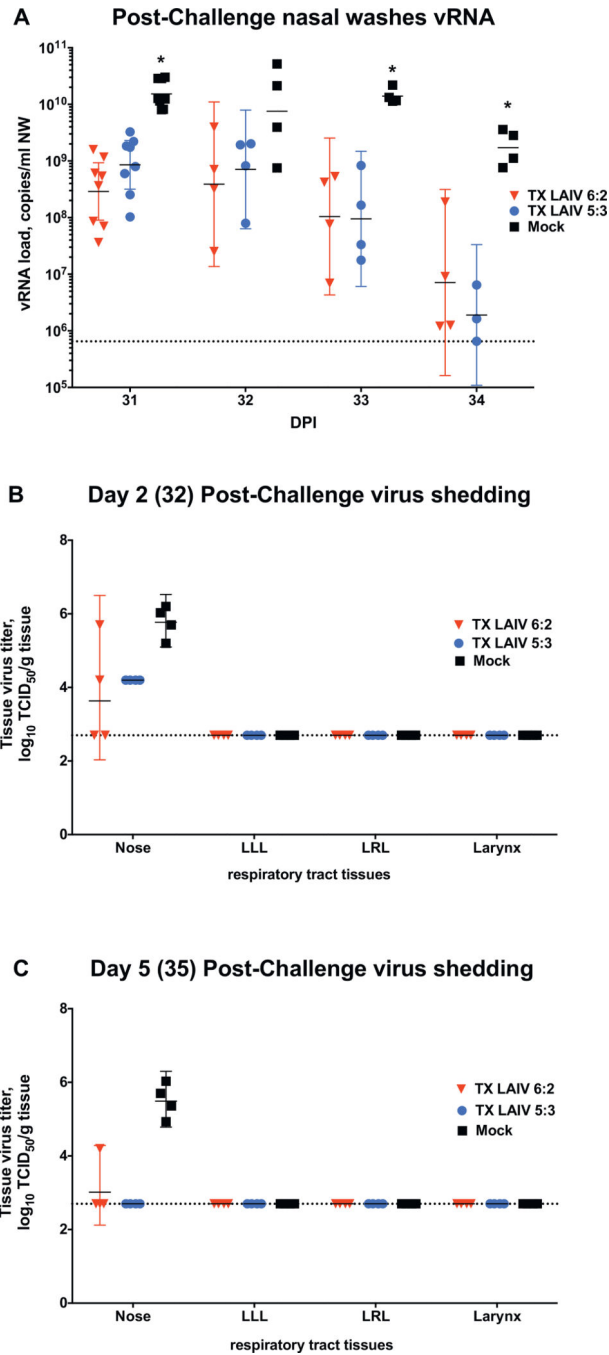 A
Post-Challenge nasal washes vRNA
vRNA load, copies/ml NW
10¹¹
10¹⁰
10⁹
10⁸
10⁷
10⁶
10⁵
*
*
*
TX LAIV 6:2
TX LAIV 5:3
Mock
31 32 33 34
DPI
B
Day 2 (32) Post-Challenge virus shedding
Tissue virus titer,
log₁₀ TCID₅₀/g tissue
8
6
4
2
0
TX LAIV 6:2
TX LAIV 5:3
Mock
Nose LLL LRL Larynx
respiratory tract tissues
C
Day 5 (35) Post-Challenge virus shedding
Tissue virus titer,
log₁₀ TCID₅₀/g tissue
8
6
4
2
0
TX LAIV 6:2
TX LAIV 5:3
Mock
Nose LLL LRL Larynx
respiratory tract tissues